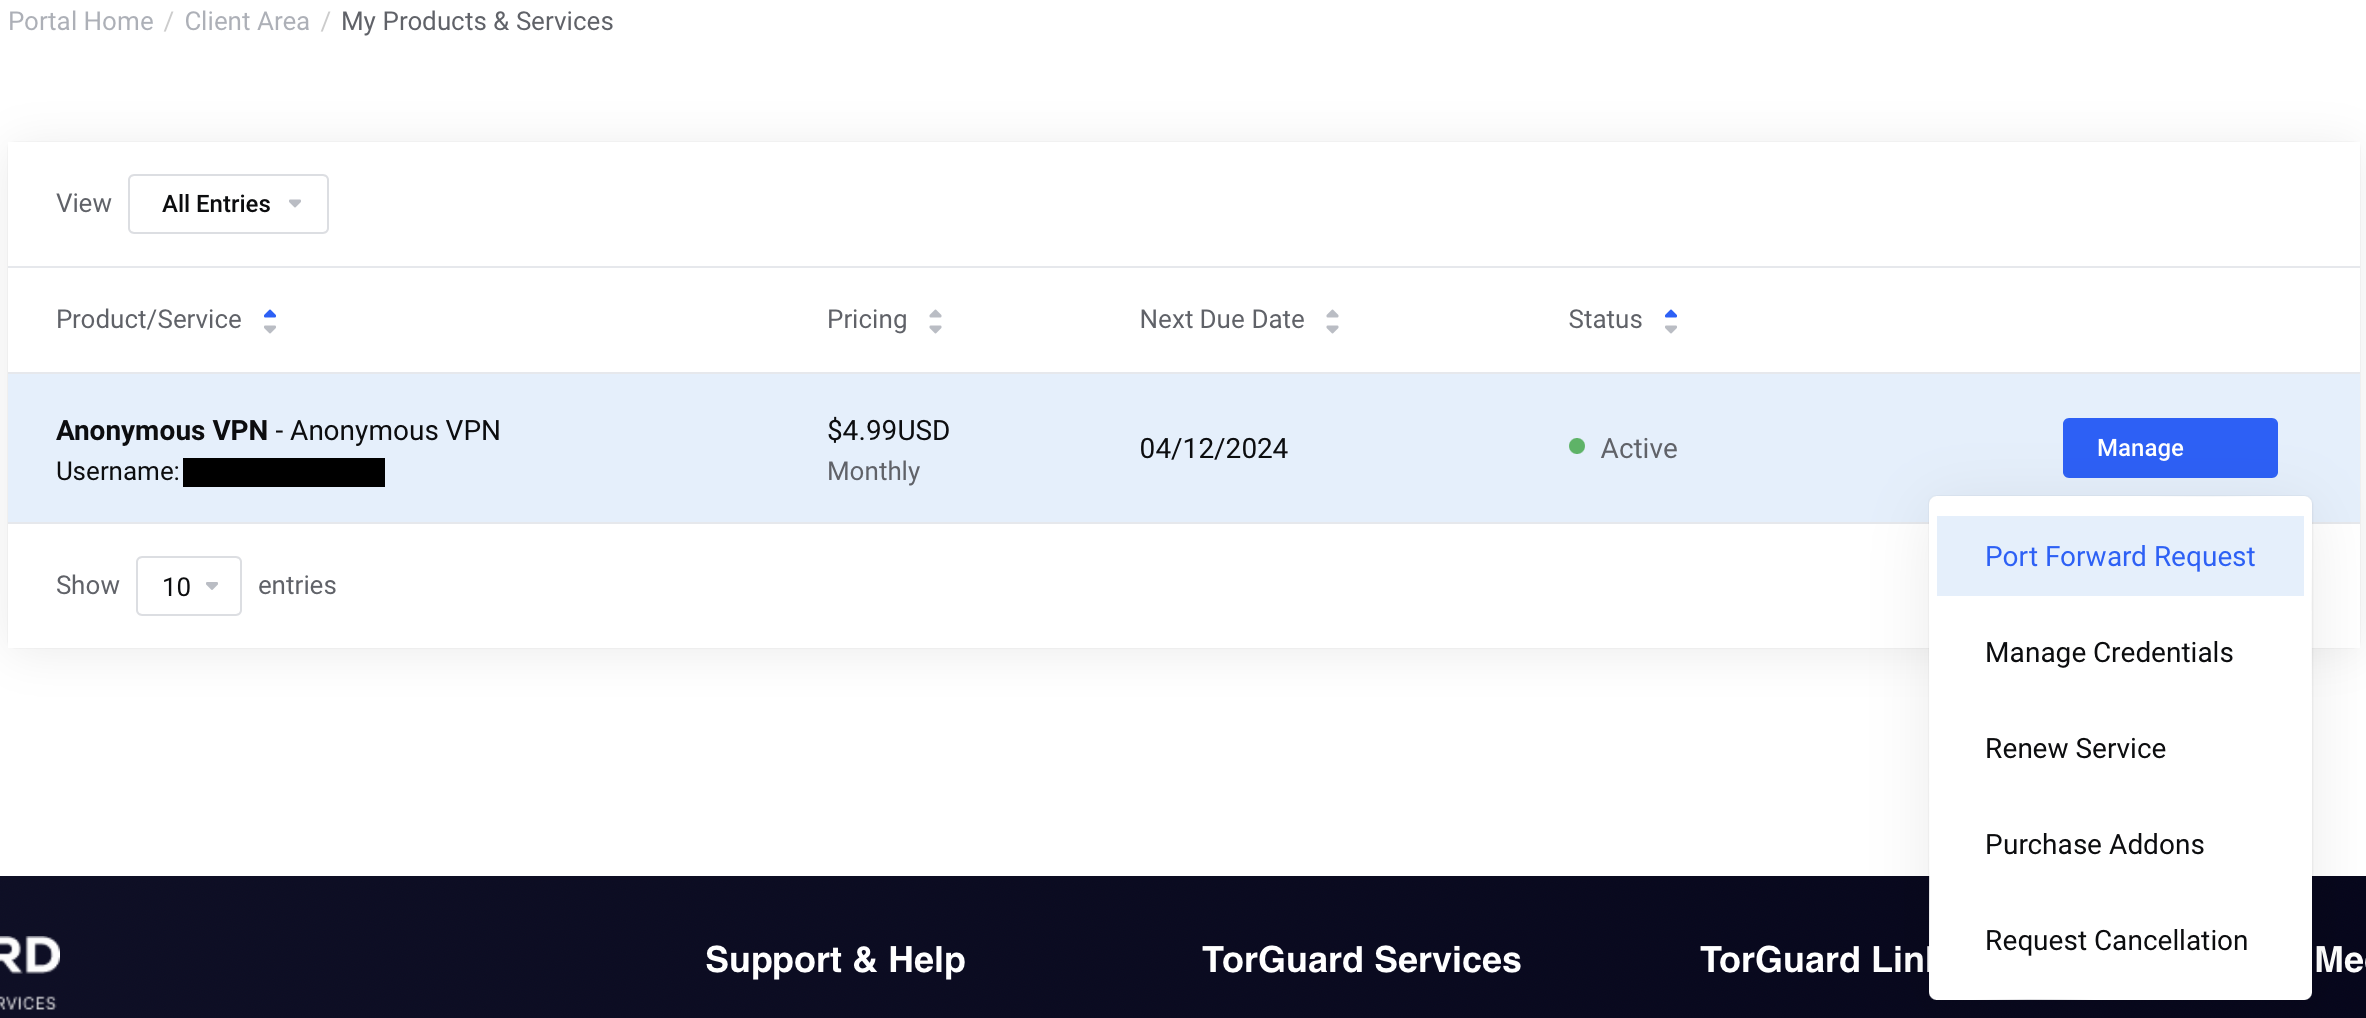 Portal Home / Client Area / My Products & Services
View All Entries
Product/Service Pricing Next Due Date Status
Anonymous VPN - Anonymous VPN
Username:
$4.99USD
Monthly
04/12/2024
Active
Manage
Port Forward Request
Manage Credentials
Renew Service
Purchase Addons
Request Cancellation
Show 10 entries
RD
RVICES
Support & Help
TorGuard Services
TorGuard Lin
Me